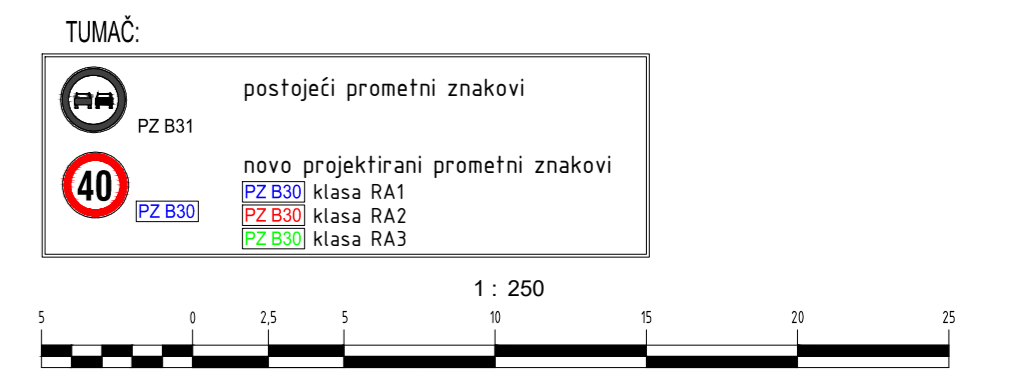 TUMAČ:
postojeći prometni znakovi
PZ B31
novo projektirani prometni znakovi
40
PZ B30
PZ B30 klasa RA1
PZ B30 klasa RA2
PZ B30 klasa RA3
1 : 250
5 0 2,5 5 10 15 20 25